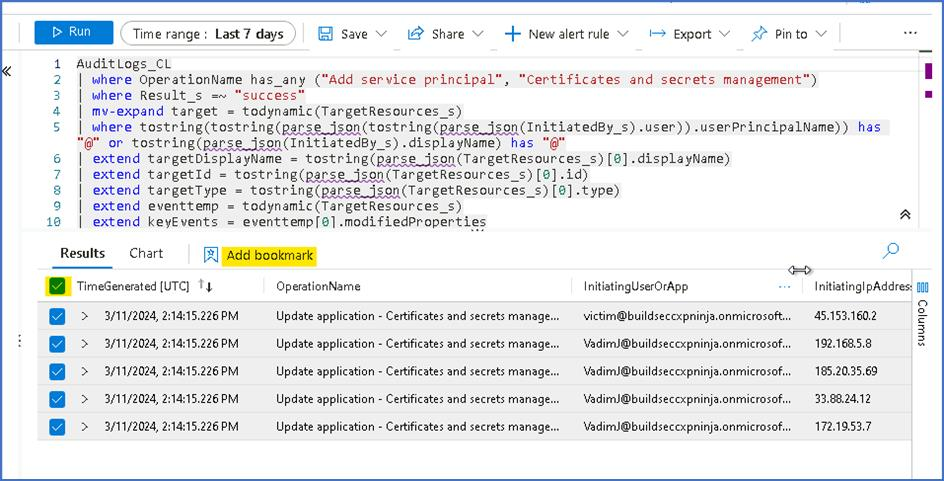 Run Time range : Last 7 days Save Share New alert rule Export Pin to ...
1 AuditLogs_CL
2 | where OperationName has_any ("Add service principal", "Certificates and secrets management")
3 | where Result_s =~ "success"
4 | mv-expand target = todynamic(TargetResources_s)
5 | where tostring(tostring(parse_json(tostring(parse_json(InitiatedBy_s).user)).userPrincipalName)) has
"@" or tostring(parse_json(InitiatedBy_s).displayName) has "@"
6 | extend targetDisplayName = tostring(parse_json(TargetResources_s)[0].displayName)
7 | extend targetId = tostring(parse_json(TargetResources_s)[0].id)
8 | extend targetType = tostring(parse_json(TargetResources_s)[0].type)
9 | extend eventtemp = todynamic(TargetResources_s)
10 | extend keyEvents = eventtemp[0].modifiedProperties
Results Chart Add bookmark
TimeGenerated [UTC] OperationName InitiatingUserOrApp ... InitiatingIpAddress
3/11/2024, 2:14:15.226 PM Update application - Certificates and secrets manage... victim@buildseccxpninja.onmicrosoft... 45.153.160.2
3/11/2024, 2:14:15.226 PM Update application - Certificates and secrets manage... VadimJ@buildseccxpninja.onmicrosof... 192.168.5.8
3/11/2024, 2:14:15.226 PM Update application - Certificates and secrets manage... VadimJ@buildseccxpninja.onmicrosof... 185.20.35.69
3/11/2024, 2:14:15.226 PM Update application - Certificates and secrets manage... VadimJ@buildseccxpninja.onmicrosof... 33.88.24.12
3/11/2024, 2:14:15.226 PM Update application - Certificates and secrets manage... VadimJ@buildseccxpninja.onmicrosof... 172.19.53.7
Columns